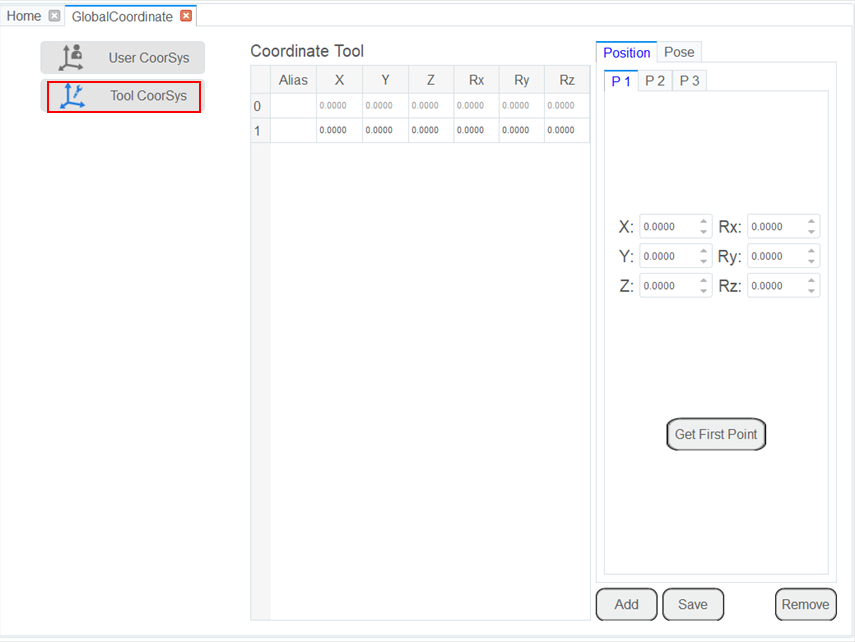 Home GlobalCoordinate
User CoorSys
Tool CoorSys
Coordinate Tool
Alias X Y Z Rx Ry Rz
0 0.0000 0.0000 0.0000 0.0000 0.0000 0.0000
1 0.0000 0.0000 0.0000 0.0000 0.0000 0.0000
Position Pose
P 1 P 2 P 3
X: 0.0000 Rx: 0.0000
Y: 0.0000 Ry: 0.0000
Z: 0.0000 Rz: 0.0000
Get First Point
Add Save Remove